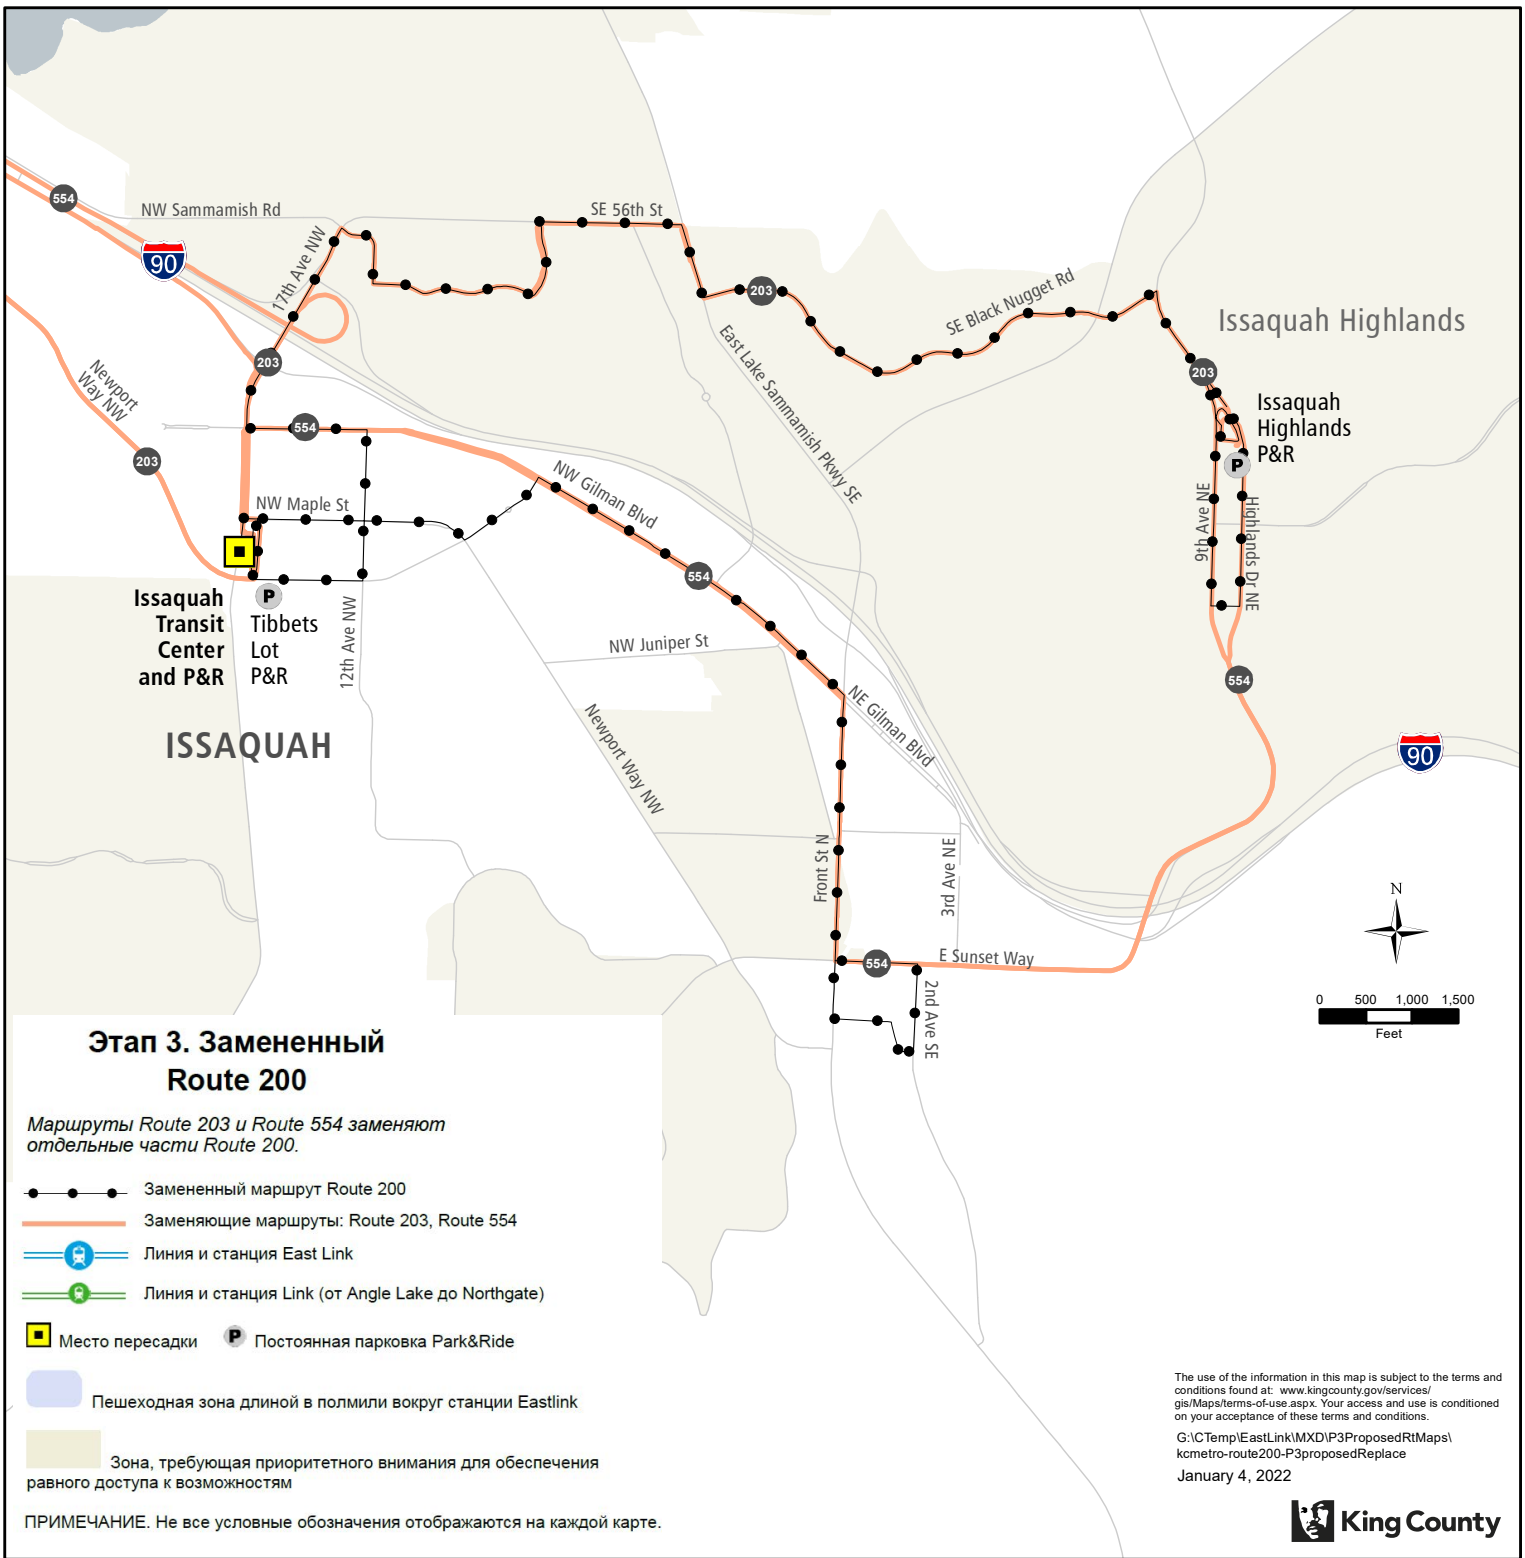 554
NW Sammamish Rd
SE 56th St
90
17th Ave NW
203
SE Black Nugget Rd
Issaquah Highlands
203
203
Newport
Way NW
East Lake Sammamish Pkwy SE
Issaquah
Highlands
P&R
P
554
203
NW Gilman Blvd
NW Maple St
9th Ave NE
Highlands Dr NE
554
P
Issaquah
Transit
Center
and P&R
Tibbets
Lot
P&R
12th Ave NW
NW Juniper St
554
NE Gilman Blvd
ISSAQUAH
Newport Way NW
90
Front St N
3rd Ave NE
N
554
E Sunset Way
2nd Ave SE
0 500 1,000 1,500
Feet
Этап 3. Замененный
Route 200
Маршруты Route 203 и Route 554 заменяют
отдельные части Route 200.
Замененный маршрут Route 200
Заменяющие маршруты: Route 203, Route 554
Линия и станция East Link
Линия и станция Link (от Angle Lake до Northgate)
Место пересадки P Постоянная парковка Park&Ride
Пешеходная зона длиной в полмили вокруг станции Eastlink
Зона, требующая приоритетного внимания для обеспечения
равного доступа к возможностям
ПРИМЕЧАНИЕ. Не все условные обозначения отображаются на каждой карте.
The use of the information in this map is subject to the terms and
conditions found at: www.kingcounty.gov/services/
gis/Maps/terms-of-use.aspx. Your access and use is conditioned
on your acceptance of these terms and conditions.
G:\CTemp\EastLink\MXD\P3ProposedRtMaps\
kcmetro-route200-P3proposedReplace
January 4, 2022
King County